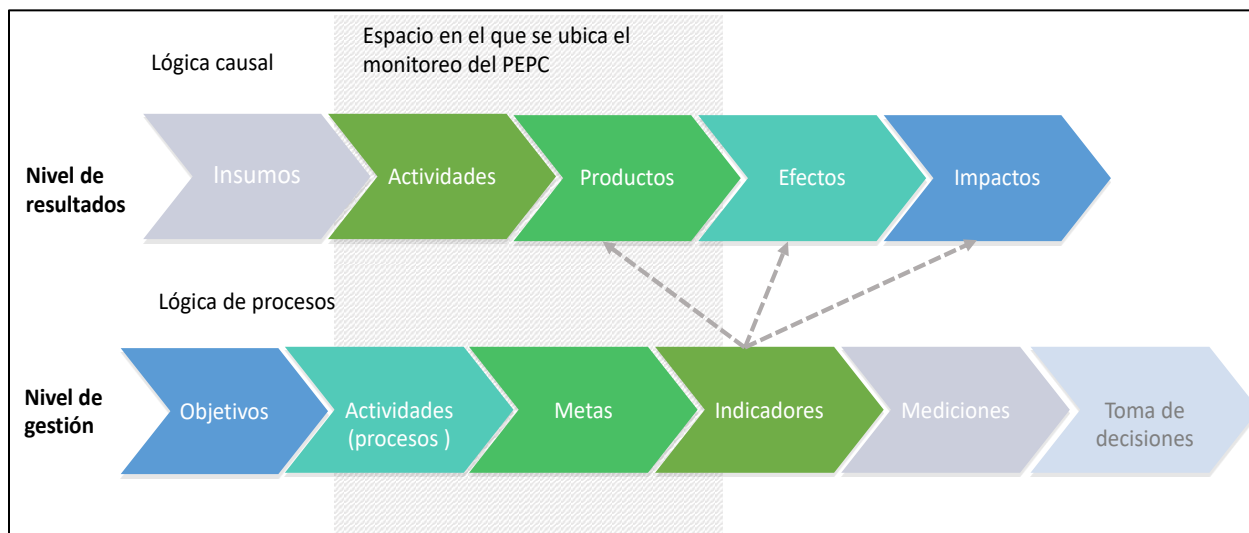 Espacio en el que se ubica el
monitoreo del PEPC
Lógica causal
Nivel de
resultados
Insumos
Actividades
Productos
Efectos
Impactos
Lógica de procesos
Nivel de
gestión
Objetivos
Actividades
(procesos )
Metas
Indicadores
Mediciones
Toma de
decisiones